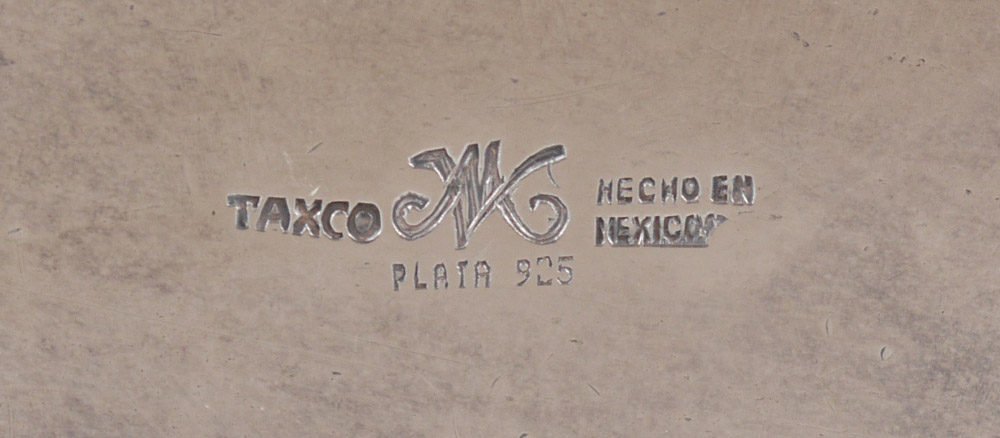 TAXCO
HECHO EN
MEXICO
PLATA 925